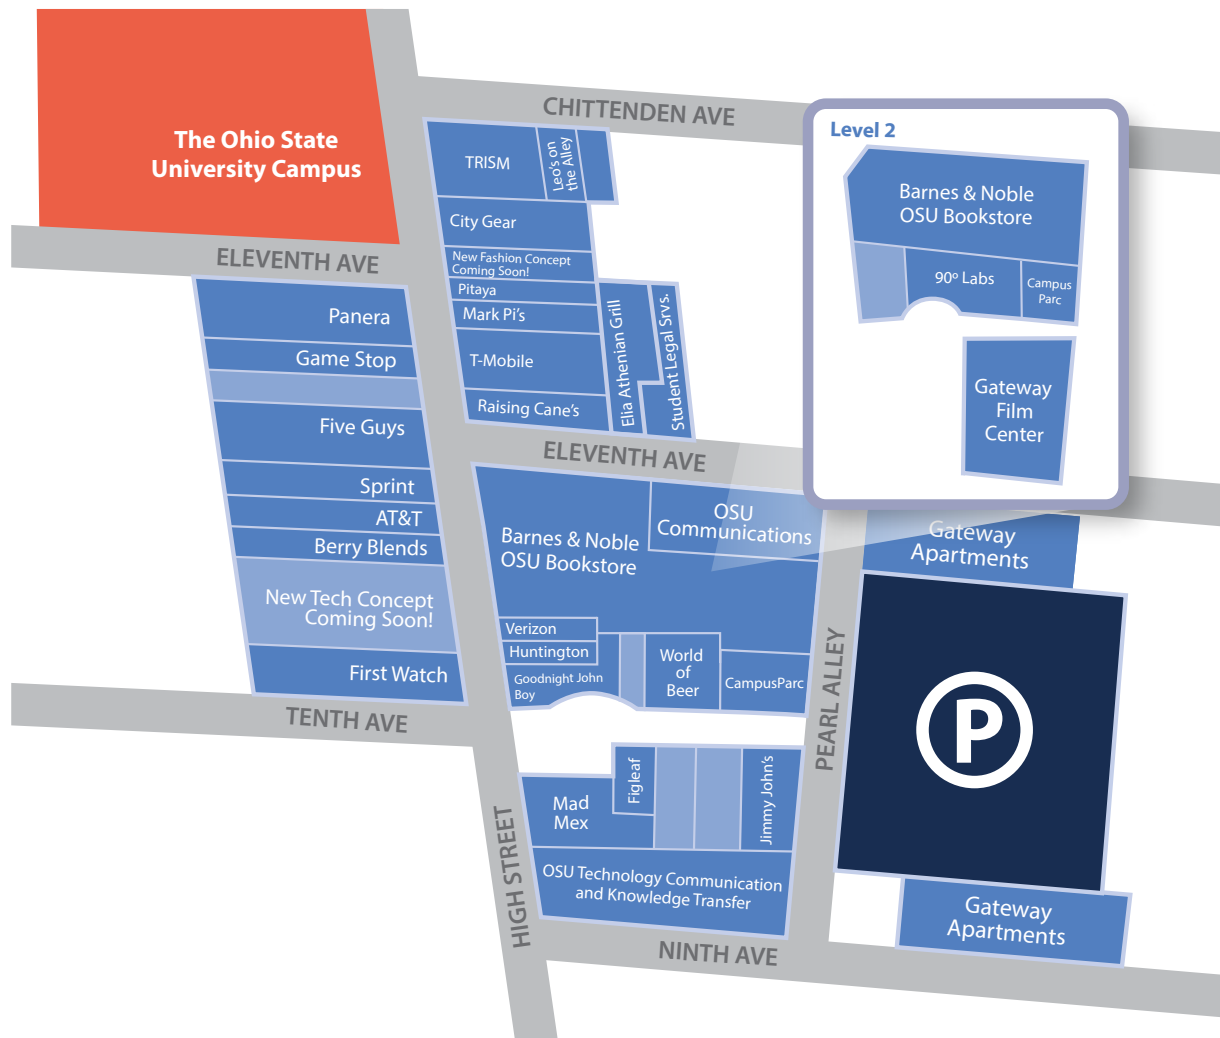 The Ohio State
University Campus
CHITTENDEN AVE
Level 2
Barnes & Noble
OSU Bookstore
90º Labs
Campus
Parc
Gateway
Film
Center
TRISM
Leo's on
the Alley
City Gear
New Fashion Concept
Coming Soon!
Pitaya
Mark Pi's
T-Mobile
Raising Cane's
Elia Athenian Grill
Student Legal Srvs.
ELEVENTH AVE
Panera
Game Stop
Five Guys
Sprint
AT&T
Berry Blends
New Tech Concept
Coming Soon!
First Watch
ELEVENTH AVE
Barnes & Noble
OSU Bookstore
OSU
Communications
Verizon
Huntington
Goodnight John
Boy
World
of
Beer
CampusParc
Gateway
Apartments
PEARL ALLEY
P
TENTH AVE
HIGH STREET
Mad
Mex
Figleaf
Jimmy John's
OSU Technology Communication
and Knowledge Transfer
Gateway
Apartments
NINTH AVE